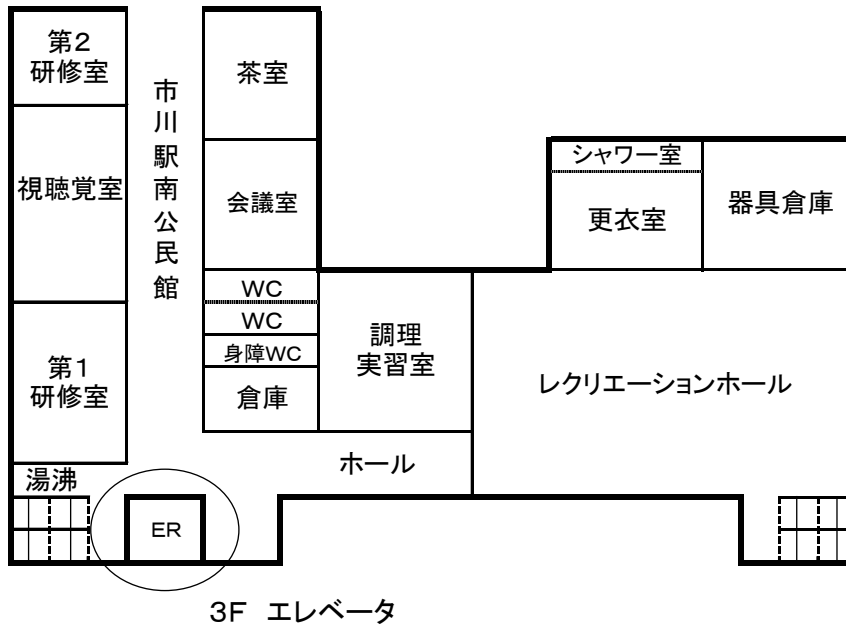 第2
研修室
茶室
市川駅南公民館
シャワー室
視聴覚室
会議室
更衣室
器具倉庫
WC
WC
身障WC
倉庫
調理
実習室
第1
研修室
レクリエーションホール
ホール
湯沸
ER
3F エレベータ